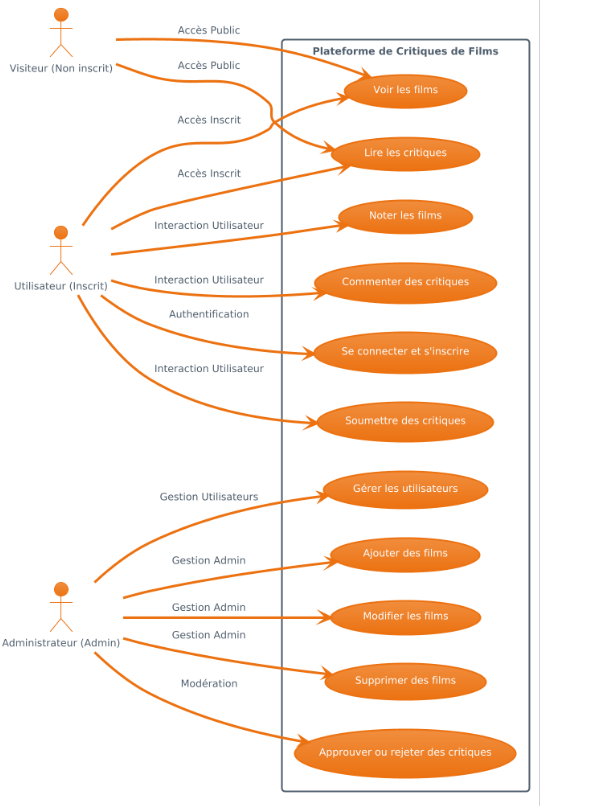 Accès Public
Plateforme de Critiques de Films
Visiteur (Non inscrit)
Accès Public
Voir les films
Accès Inscrit
Lire les critiques
Accès Inscrit
Noter les films
Interaction Utilisateur
Utilisateur (Inscrit)
Interaction Utilisateur
Commenter des critiques
Authentification
Se connecter et s'inscrire
Interaction Utilisateur
Soumettre des critiques
Gérer les utilisateurs
Gestion Utilisateurs
Ajouter des films
Gestion Admin
Gestion Admin
Modifier les films
Gestion Admin
Administrateur (Admin)
Supprimer des films
Modération
Approuver ou rejeter des critiques